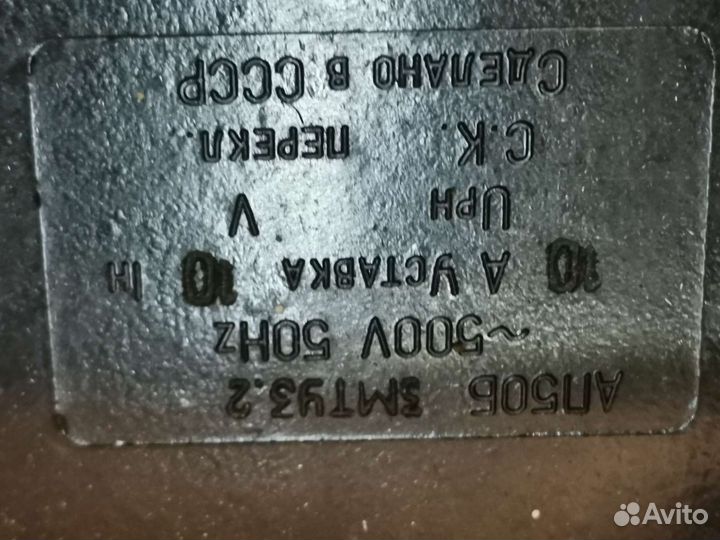 АП50Б 3МТУ3.2
~500V 50HZ
10 А УСТАВКА 10 IН
UРН V
С.К. ПЕРЕКЛ.
СДЕЛАНО В СССР
Avito